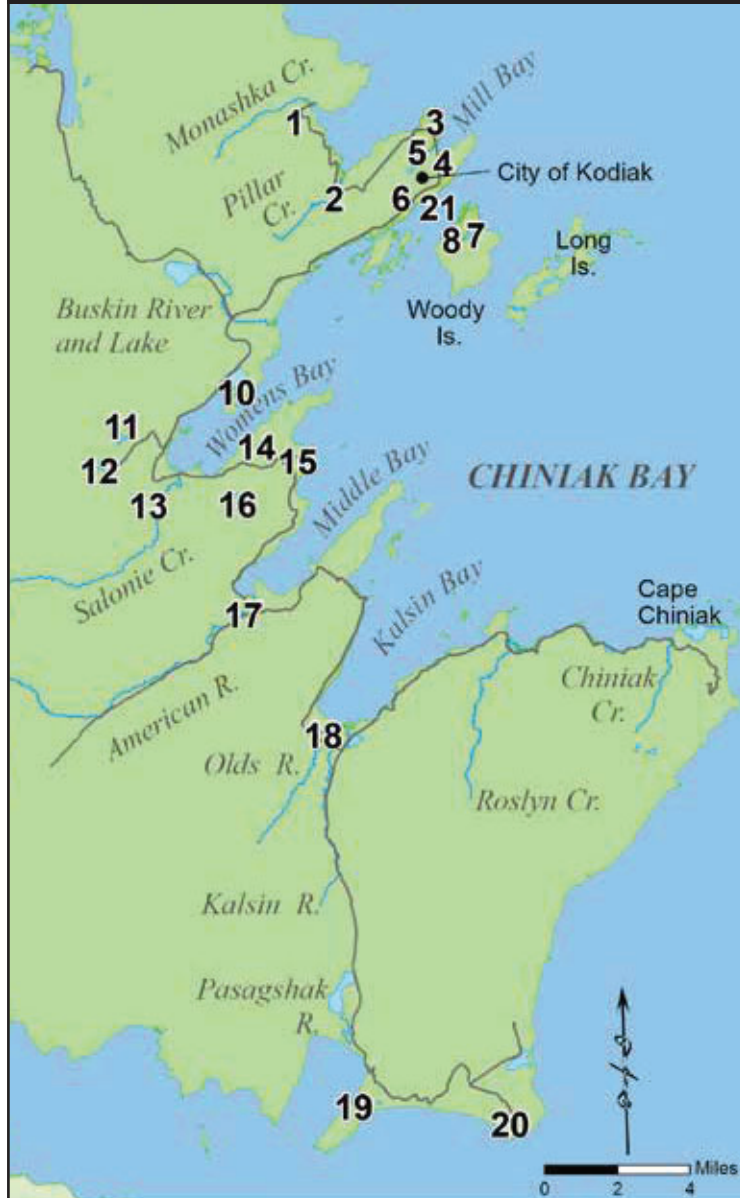 Monashka Cr.
Mill Bay
1
3
5
4
City of Kodiak
Pillar
Cr.
2
6
21
8
7
Long
Is.
Woody
Is.
Buskin River
and Lake
10
Womens Bay
11
12
14
15
13
16
Middle Bay
CHINIAK BAY
Salonie Cr.
17
Kalsin Bay
Cape
Chiniak
American R.
Chiniak
Cr.
18
Olds R.
Roslyn Cr.
Kalsin R.
Pasagshak
R.
19
20
Miles
0 2 4